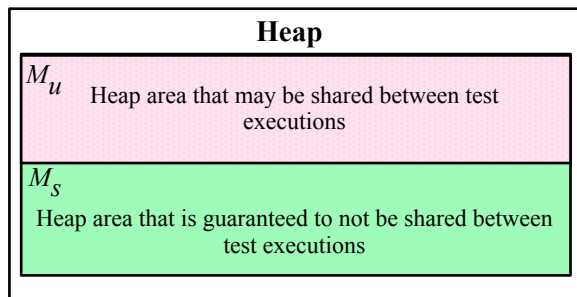 Heap
M_u
Heap area that may be shared between test
executions
M_s
Heap area that is guaranteed to not be shared between
test executions